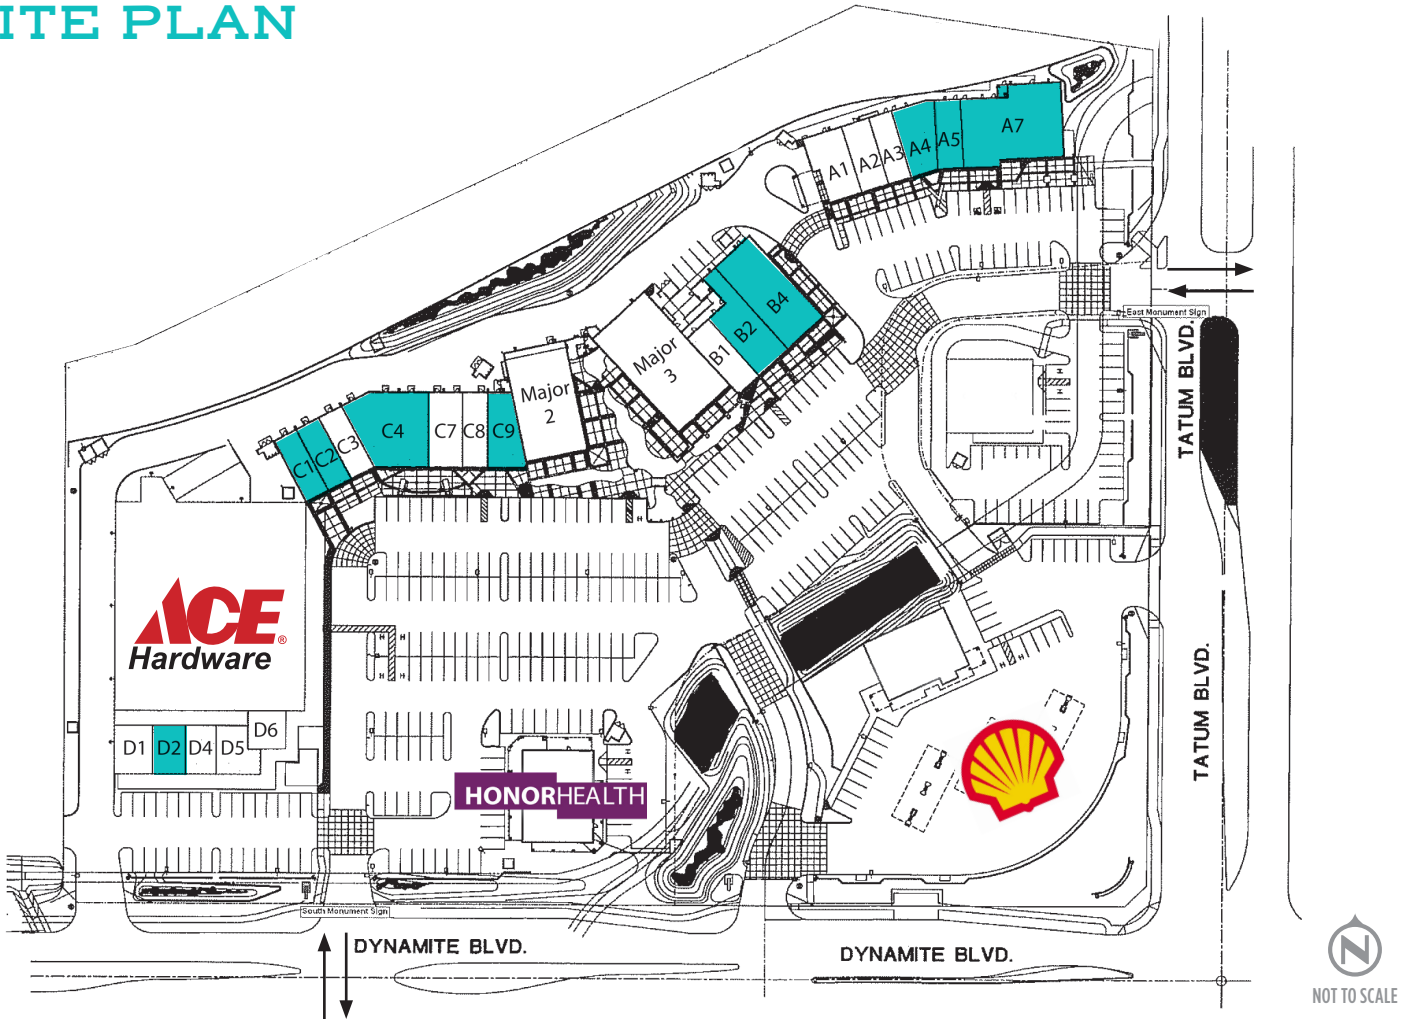 ITE PLAN
A1
A2
A3
A4
A5
A7
East Monument Sign
B4
B2
B1
Major
3
Major
2
C1
C2
C3
C4
C7
C8
C9
TATUM BLVD.
ACE
®
Hardware
TATUM BLVD.
D1
D2
D4
D5
D6
HONORHEALTH
South Monument Sign
DYNAMITE BLVD.
DYNAMITE BLVD.
N
NOT TO SCALE